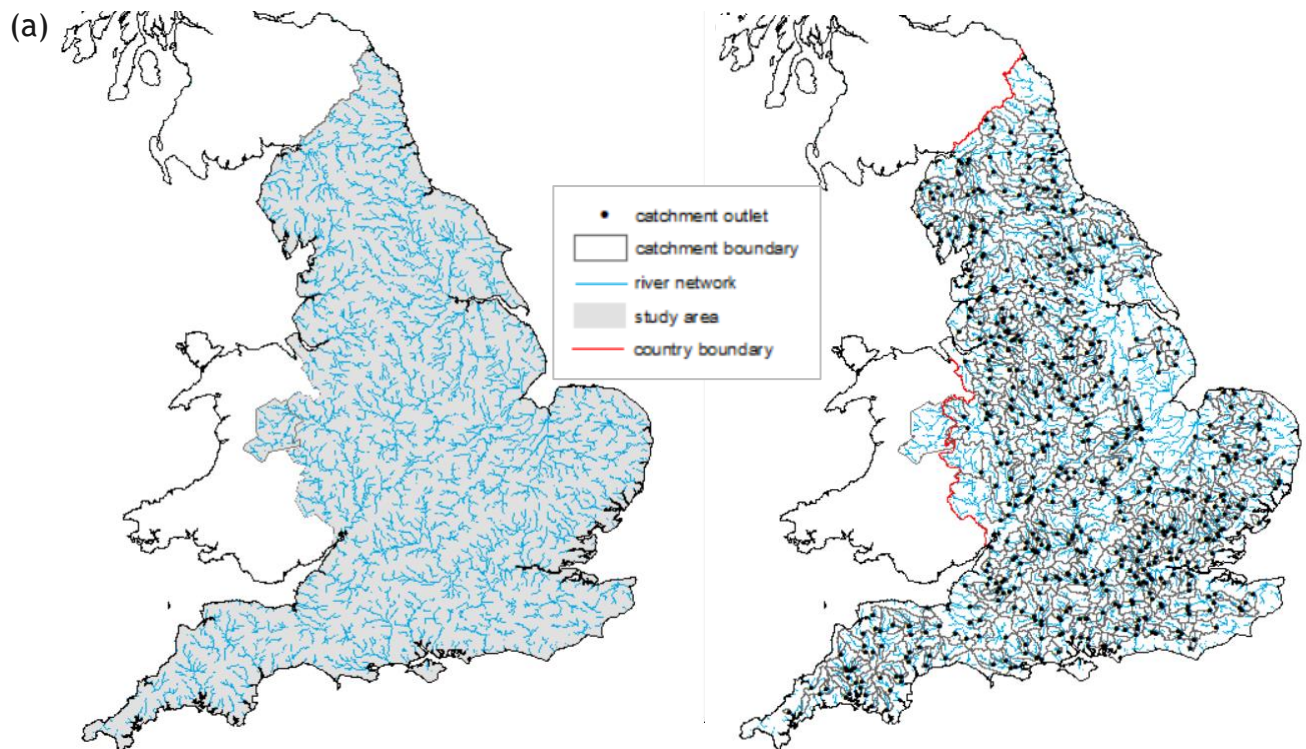 (a)
catchment outlet
catchment boundary
river network
study area
country boundary